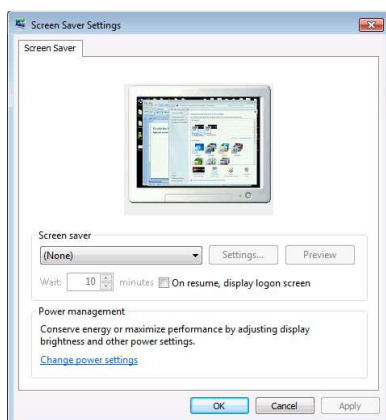 Screen Saver Settings
Screen Saver
Screen saver
(None) Settings... Preview
Wait: 10 minutes On resume, display logon screen
Power management
Conserve energy or maximize performance by adjusting display
brightness and other power settings.
Change power settings
OK Cancel Apply